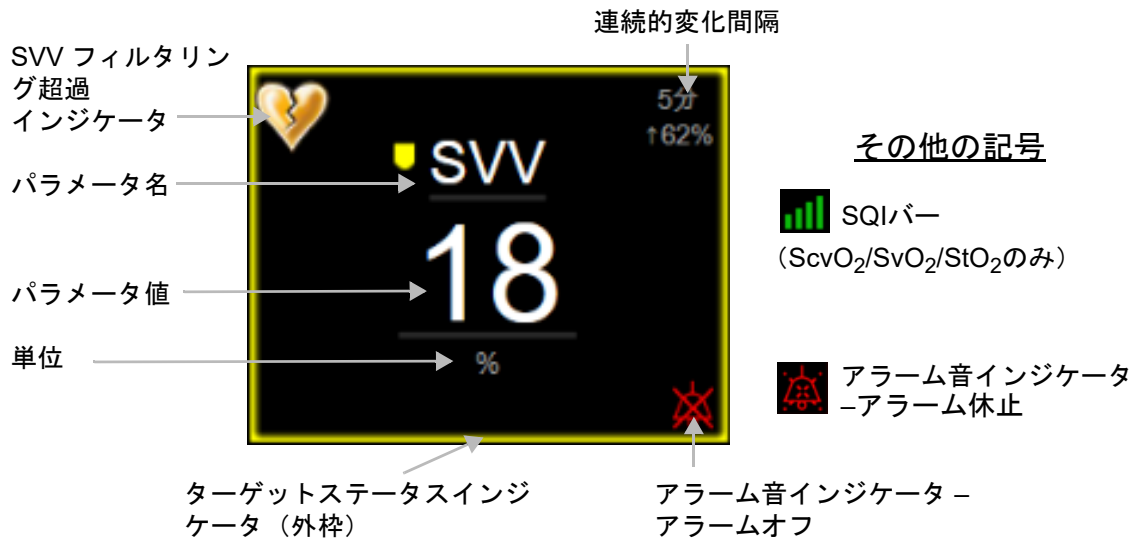 連続的変化間隔
SVV フィルタリン
グ超過
インジケータ
5分
↑62%
SVV
パラメータ名
18
パラメータ値
%
単位
その他の記号
SQIバー
（ScvO2/SvO2/StO2のみ）
アラーム音インジケータ
–アラーム休止
ターゲットステータスインジ
ケータ（外枠）
アラーム音インジケータ –
アラームオフ